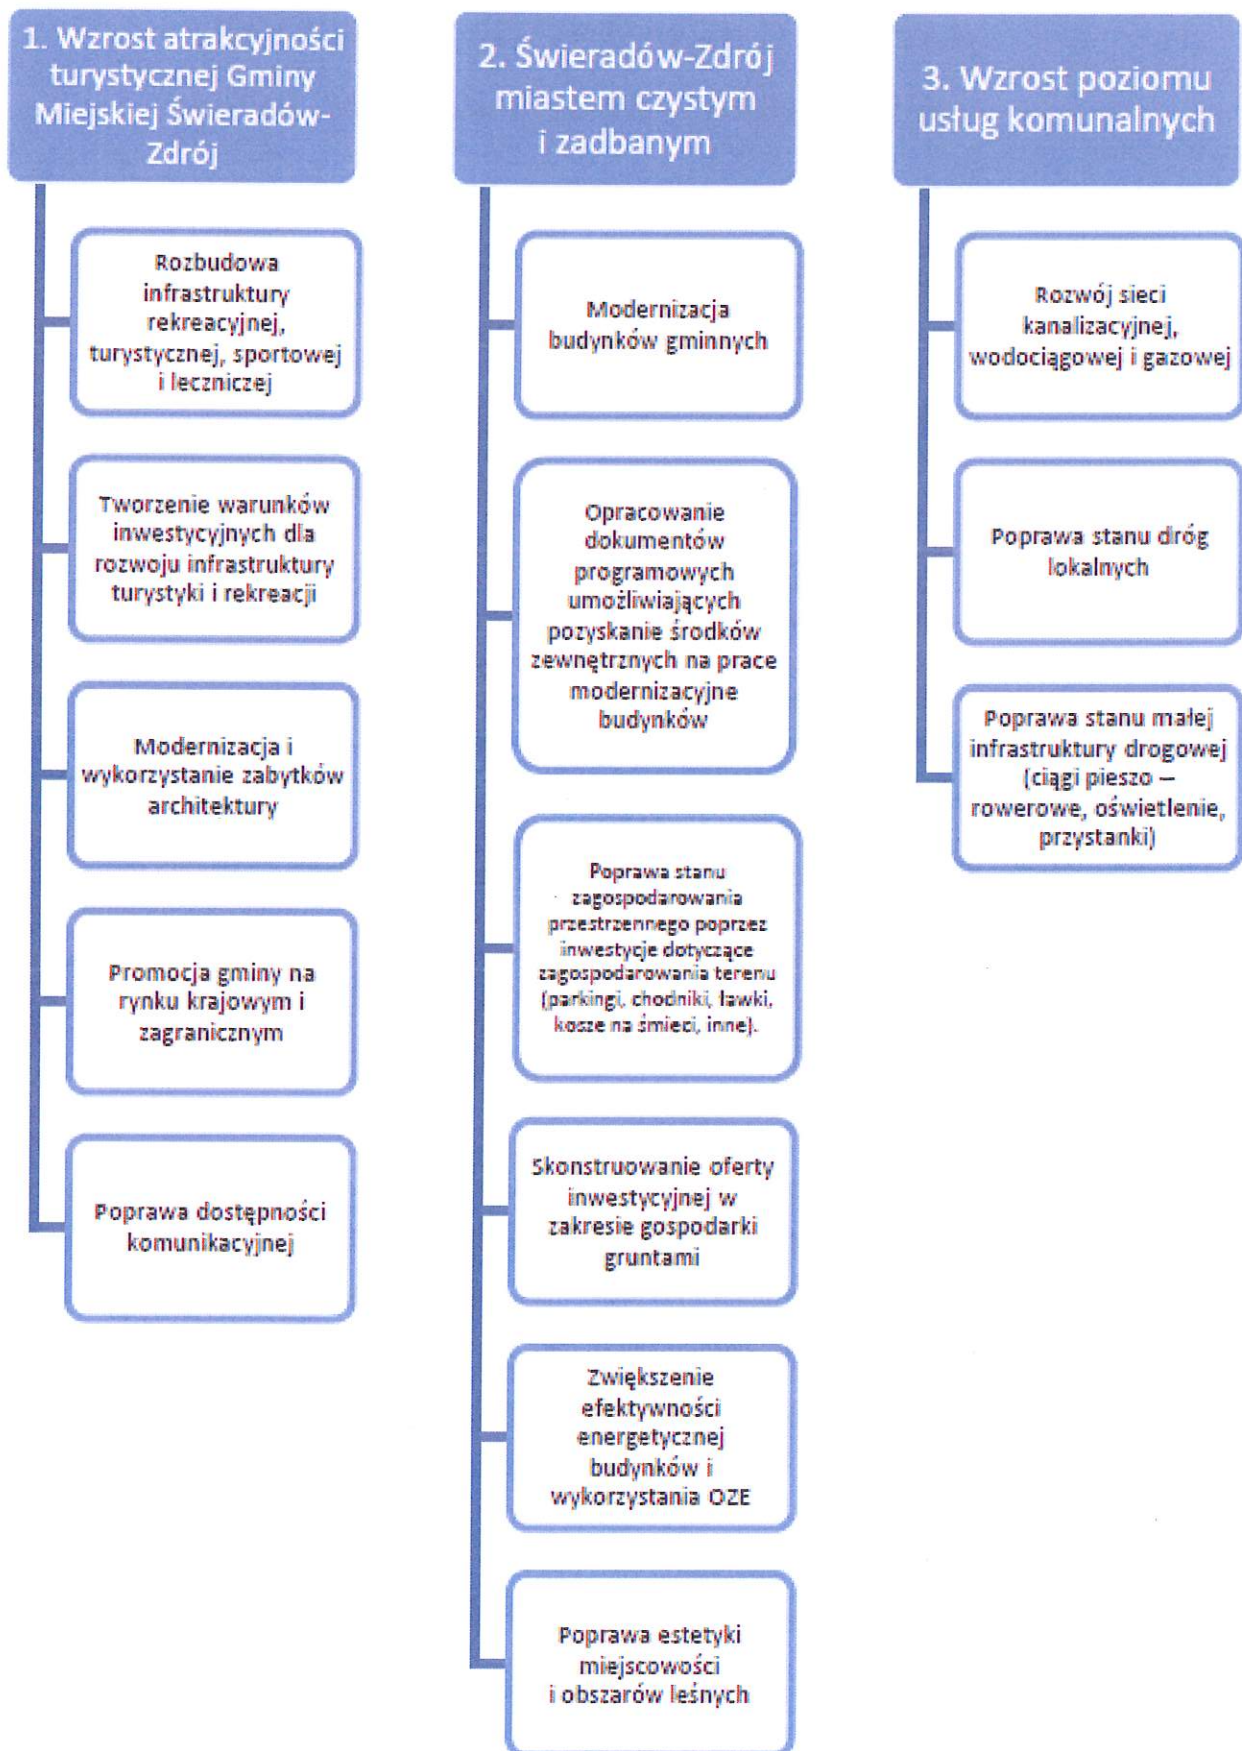 1. Wzrost atrakcyjności
turystycznej Gminy
Miejskiej Świeradów-
Zdrój
Rozbudowa
infrastruktury
rekreacyjnej,
turystycznej, sportowej
i leczniczej
Tworzenie warunków
inwestycyjnych dla
rozwoju infrastruktury
turystyki i rekreacji
Modernizacja i
wykorzystanie zabytków
architektury
Promocja gminy na
rynku krajowym i
zagranicznym
Poprawa dostępności
komunikacyjnej
2. Świeradów-Zdrój
miastem czystym
i zadbanym
Modernizacja
budynków gminnych
Opracowanie
dokumentów
programowych
umożliwiających
pozyskanie środków
zewnętrznych na prace
modernizacyjne
budynków
Poprawa stanu
zagospodarowania
przestrzennego poprzez
inwestycje dotyczące
zagospodarowania terenu
(parkingi, chodniki, ławki,
kosze na śmieci, inne).
Skonstruowanie oferty
inwestycyjnej w
zakresie gospodarki
gruntami
Zwiększenie
efektywności
energetycznej
budynków i
wykorzystania OZE
Poprawa estetyki
miejscowości
i obszarów leśnych
3. Wzrost poziomu
usług komunalnych
Rozwój sieci
kanalizacyjnej,
wodociągowej i gazowej
Poprawa stanu dróg
lokalnych
Poprawa stanu małej
infrastruktury drogowej
(ciągi pieszo –
rowerowe, oświetlenie,
przystanki)